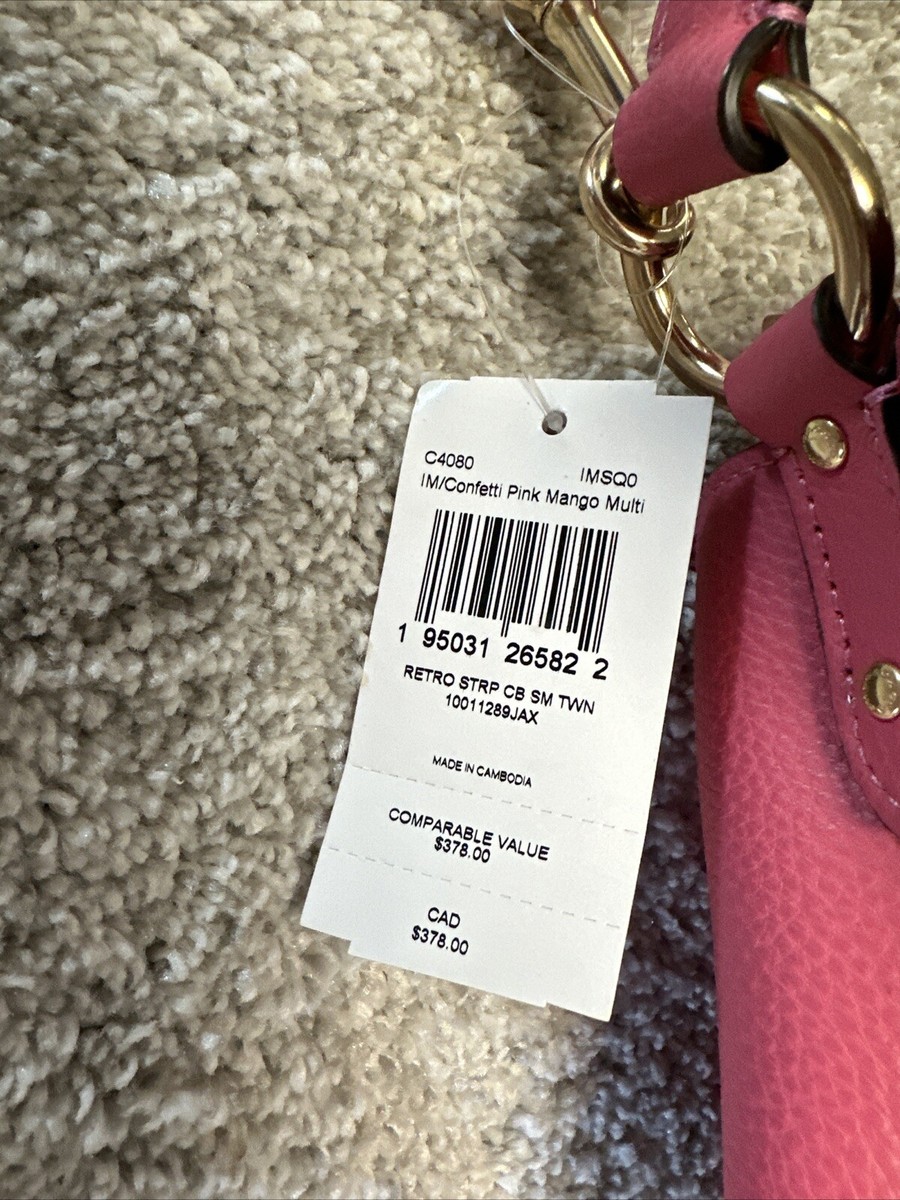 C4080 IMSQ0
IM/Confetti Pink Mango Multi
1 95031 26582 2
RETRO STRP CB SM TWN
10011289JAX
MADE IN CAMBODIA
COMPARABLE VALUE
$378.00
CAD
$378.00